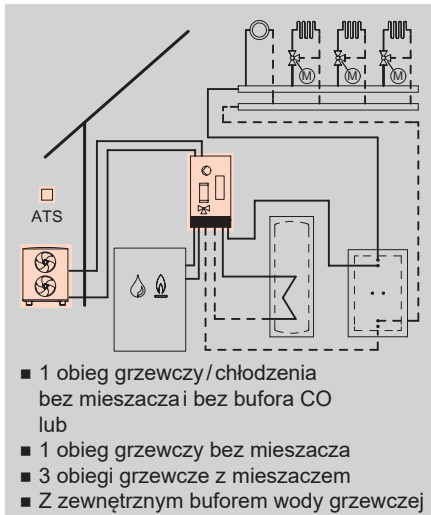 M M M
ATS
■ 1 obieg grzewczy/chłodzenia
bez mieszacza i bez bufora CO
lub
■ 1 obieg grzewczy bez mieszacza
■ 3 obiegi grzewcze z mieszaczem
■ Z zewnętrznym buforem wody grzewczej